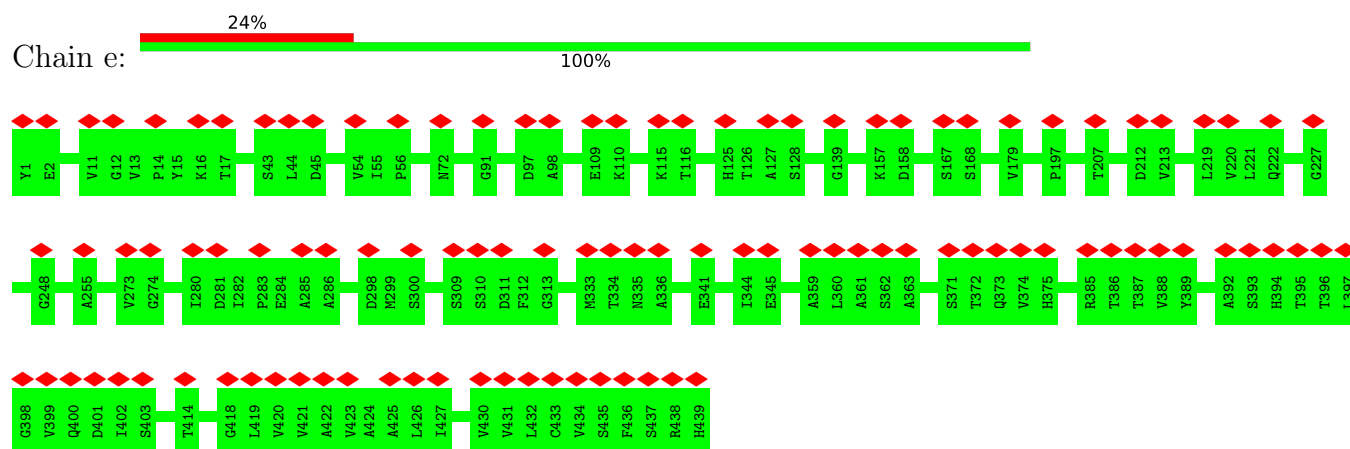 24%
Chain e:
100%
Y1 E2 V11 G12 V13 P14 Y15 K16 T17 S43 L44 D45 V54 I55 P56 N72 G91 D97 A98 E109 K110 K115 T116 H125 T126 A127 S128 G139 K157 D158 S167 S168 V179 P197 T207 D212 V213 L219 V220 L221 Q222 G227
G248 A255 V273 G274 I280 D281 I282 P283 E284 A285 A286 D298 M299 S300 S309 S310 D311 F312 G313 M333 T334 N335 A336 E341 I344 E345 A359 L360 A361 S362 A363 S371 T372 Q373 V374 H375 R385 T386 T387 V388 Y389 A392 S393 H394 T395 T396 L397
G398 V399 Q400 D401 I402 S403 T414 G418 L419 V420 V421 A422 V423 A424 A425 L426 I427 V430 V431 L432 C433 V434 S435 F436 S437 R438 H439